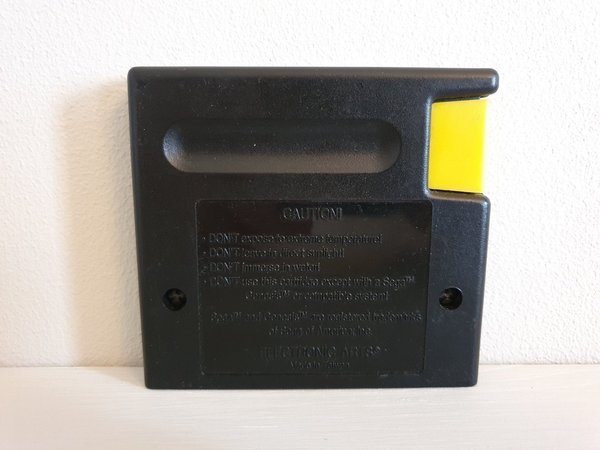 CAUTION!
• DON'T expose to extreme temperature!
• DON'T leave in direct sunlight!
• DON'T immerse in water!
• DON'T use this cartridge except with a Sega™
Genesis™ or compatible system!
Sega™ and Genesis™ are registered trademarks
of Sega of America, Inc.
ELECTRONIC ARTS®
Made in